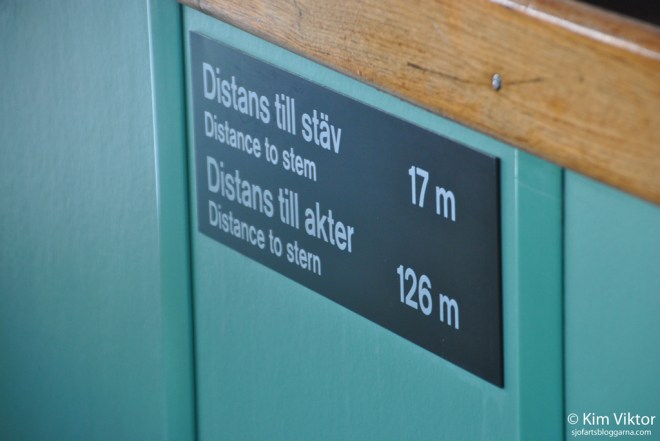 Distans till stäv
Distance to stem 17 m
Distans till akter
Distance to stern 126 m
© Kim Viktor
sjofartsbloggarna.com